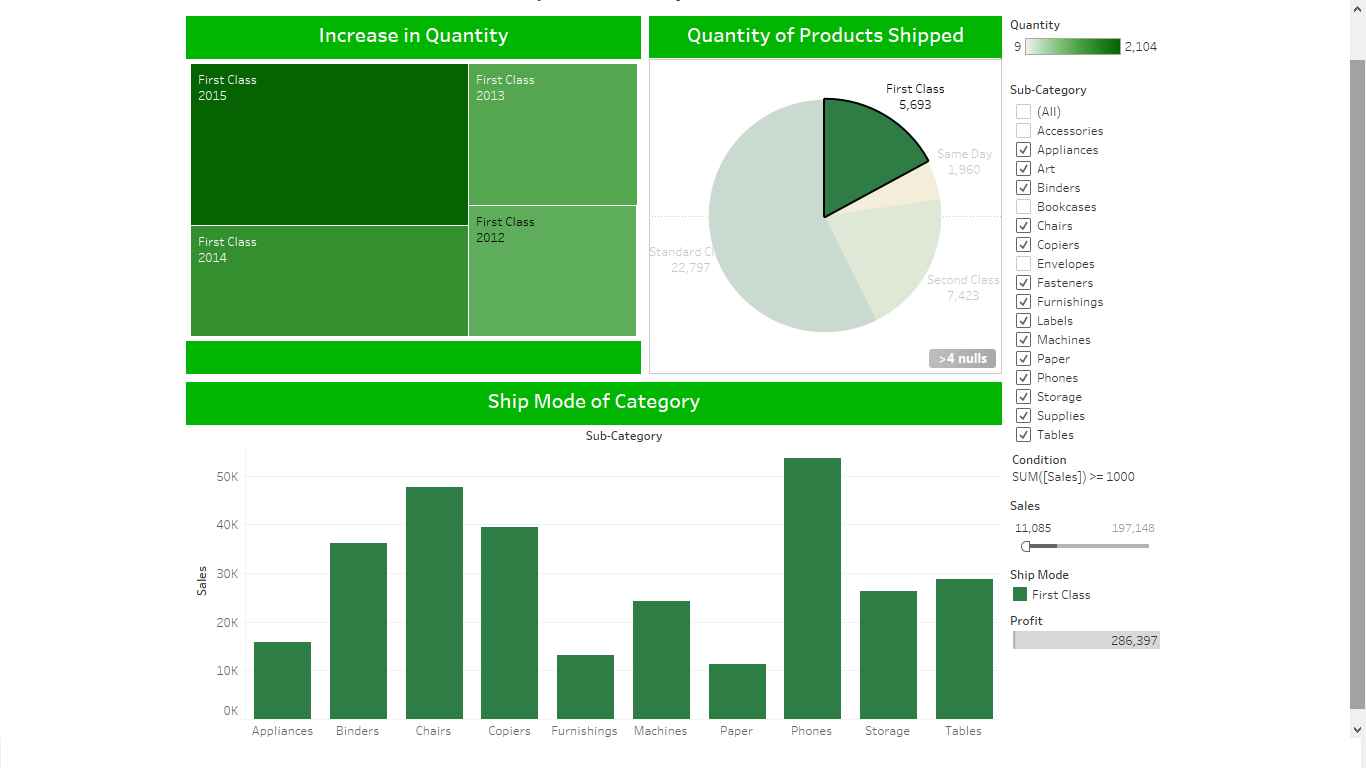 Increase in Quantity
First Class
2015
First Class
2013
First Class
2014
First Class
2012
Quantity of Products Shipped
First Class
5,693
Same Day
1,960
Standard Cl
22,797
Second Class
7,423
>4 nulls
Ship Mode of Category
Sub-Category
Sales
50K
40K
30K
20K
10K
0K
Appliances
Binders
Chairs
Copiers
Furnishings
Machines
Paper
Phones
Storage
Tables
Quantity
9 2,104
Sub-Category
(All)
Accessories
Appliances
Art
Binders
Bookcases
Chairs
Copiers
Envelopes
Fasteners
Furnishings
Labels
Machines
Paper
Phones
Storage
Supplies
Tables
Condition
SUM([Sales]) >= 1000
Sales
11,085 197,148
Ship Mode
First Class
Profit
286,397